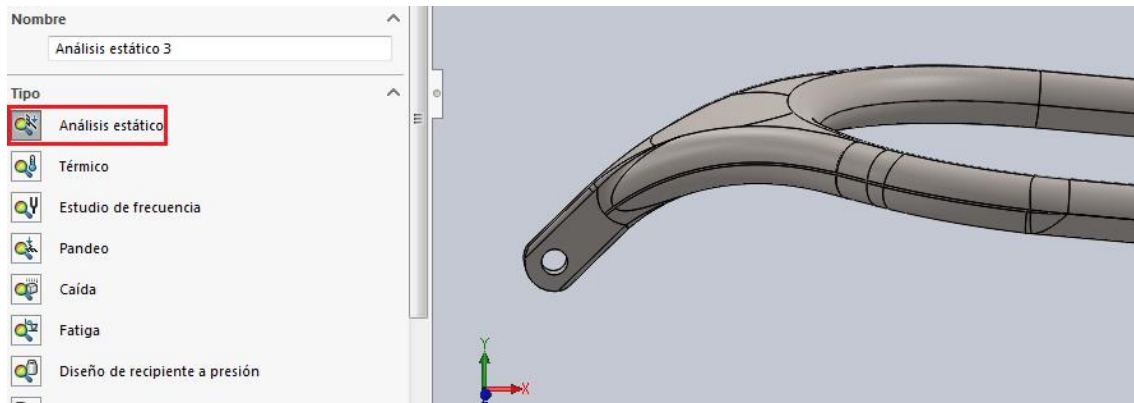 Nombre
Análisis estático 3
Tipo
Análisis estático
Térmico
Estudio de frecuencia
Pandeo
Caída
Fatiga
Diseño de recipiente a presión
Y
X